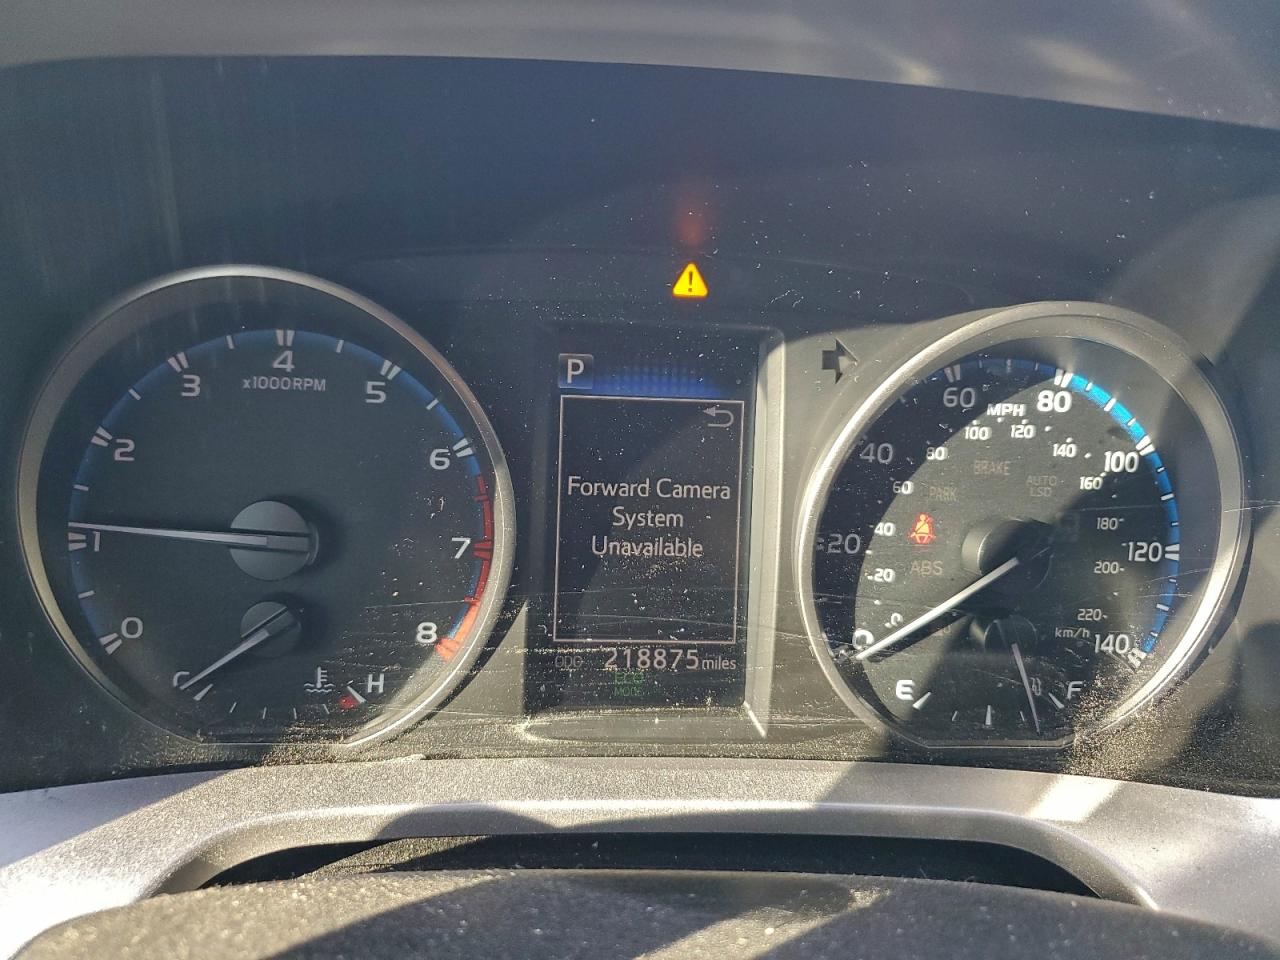 P
Forward Camera
System
Unavailable
ODO 218875 miles
ECO
MODE
0
1
2
3
4
5
6
7
8
x1000RPM
C
H
0
20
40
60
80
100
120
140
MPH
0
20
40
60
80
100
120
140
160
180
200
220
km/h
BRAKE
PARK
AUTO
LSD
ABS
E
F